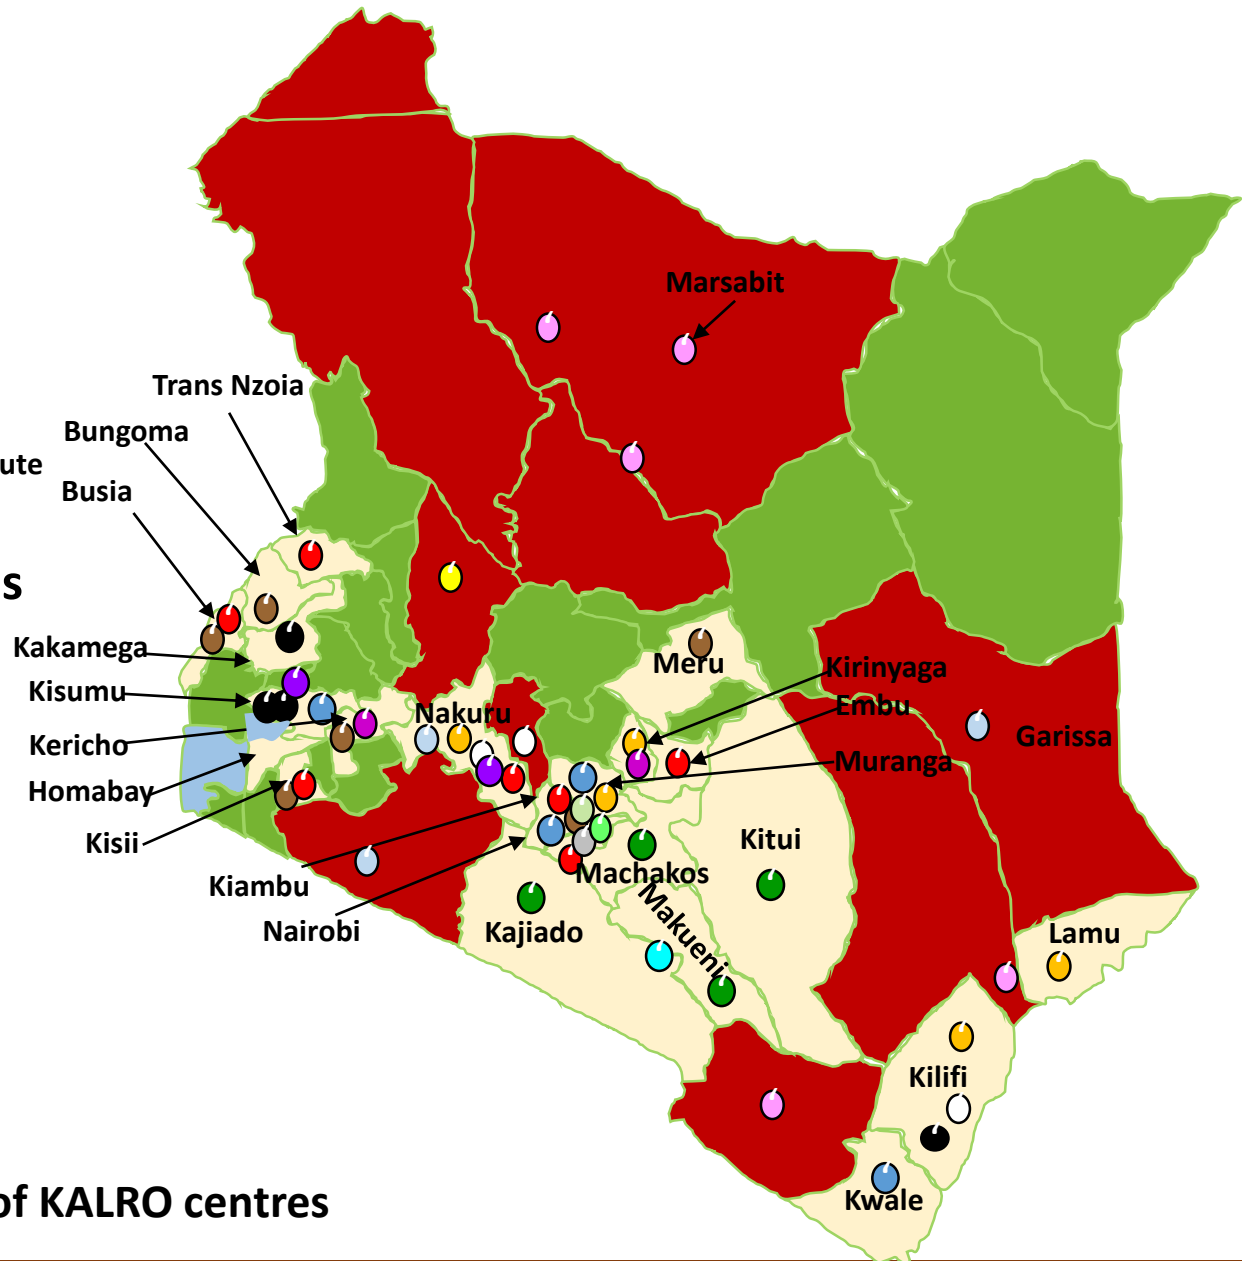 Marsabit
Trans Nzoia
Bungoma
ute
Busia
s
Kakamega
Meru
Kirinyaga
Kisumu
Embu
Nakuru
Garissa
Kericho
Muranga
Homabay
Kisii
Kitui
Kiambu
Machakos
Makueni
Nairobi
Kajiado
Lamu
Kilifi
Kwale
of KALRO centres